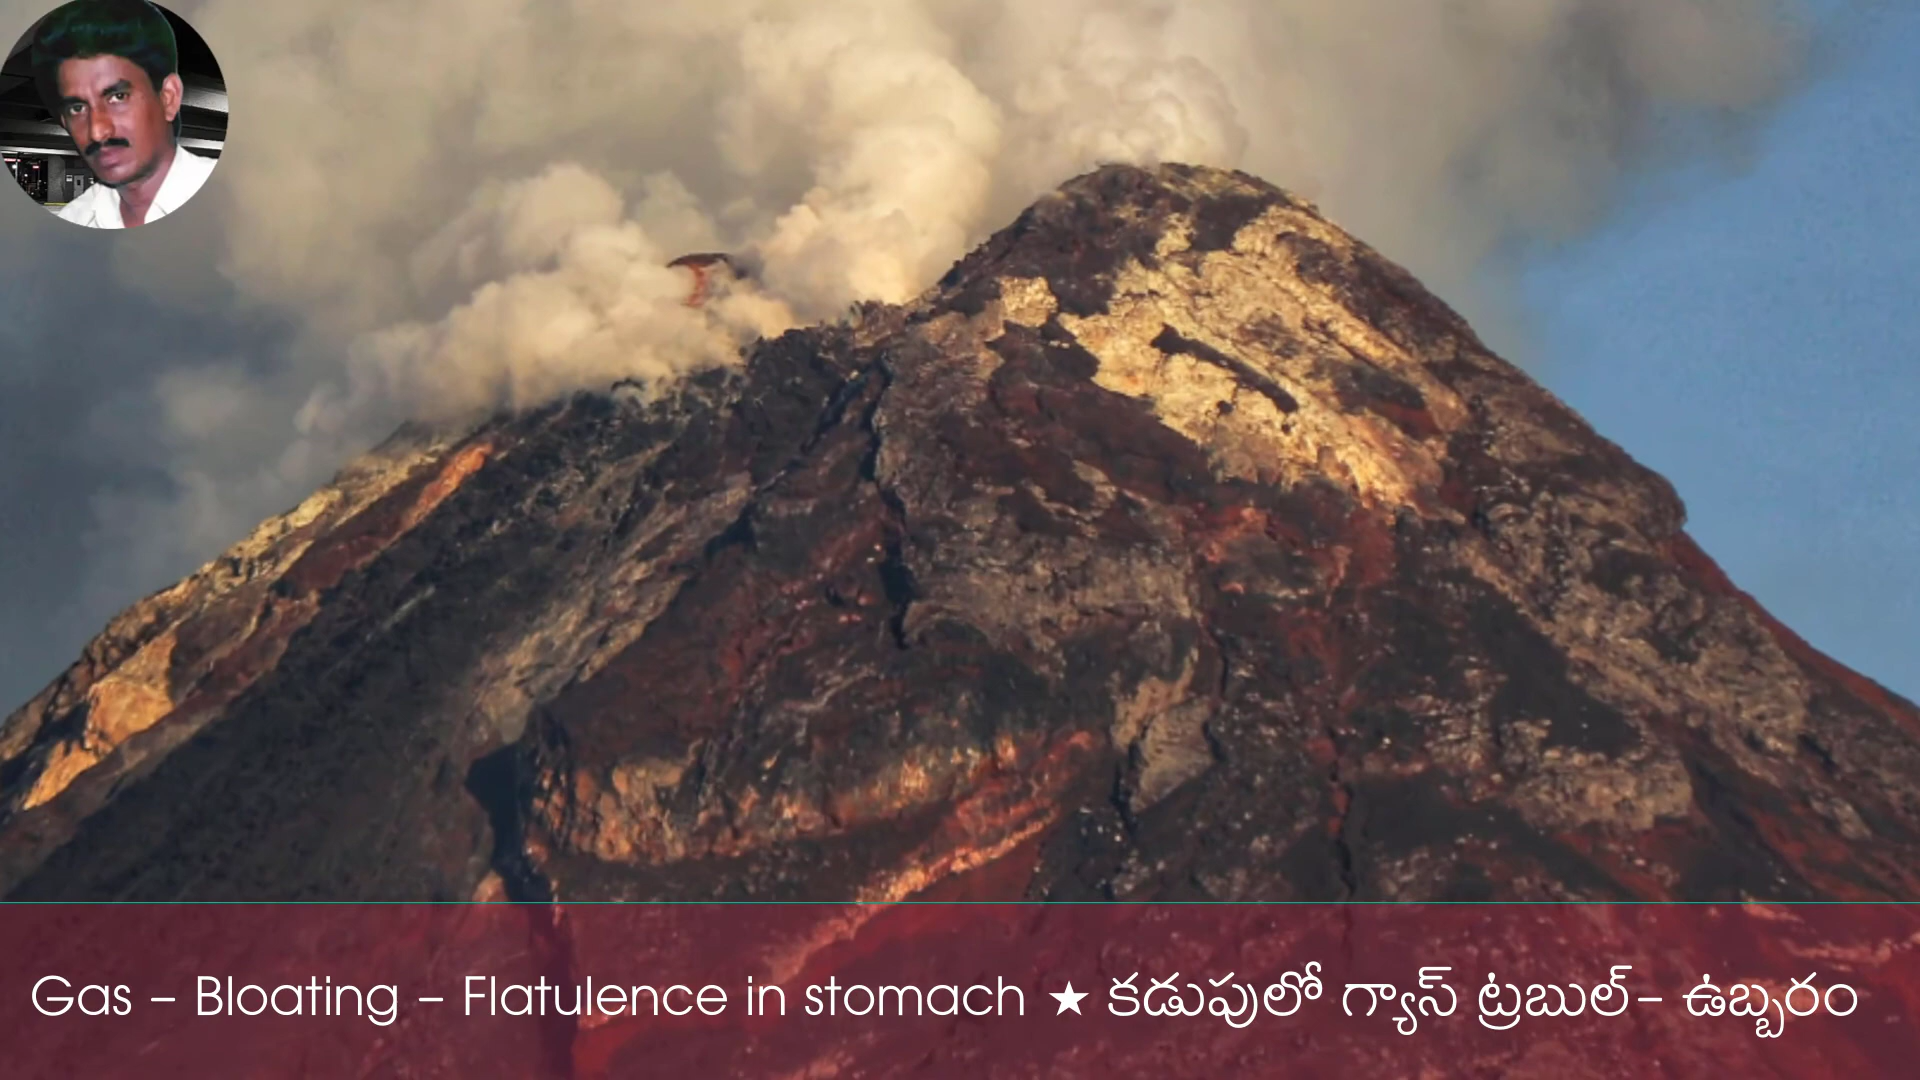 Gas – Bloating – Flatulence in stomach ★ కడుపులో గ్యాస్ ట్రబుల్– ఉబ్బరం